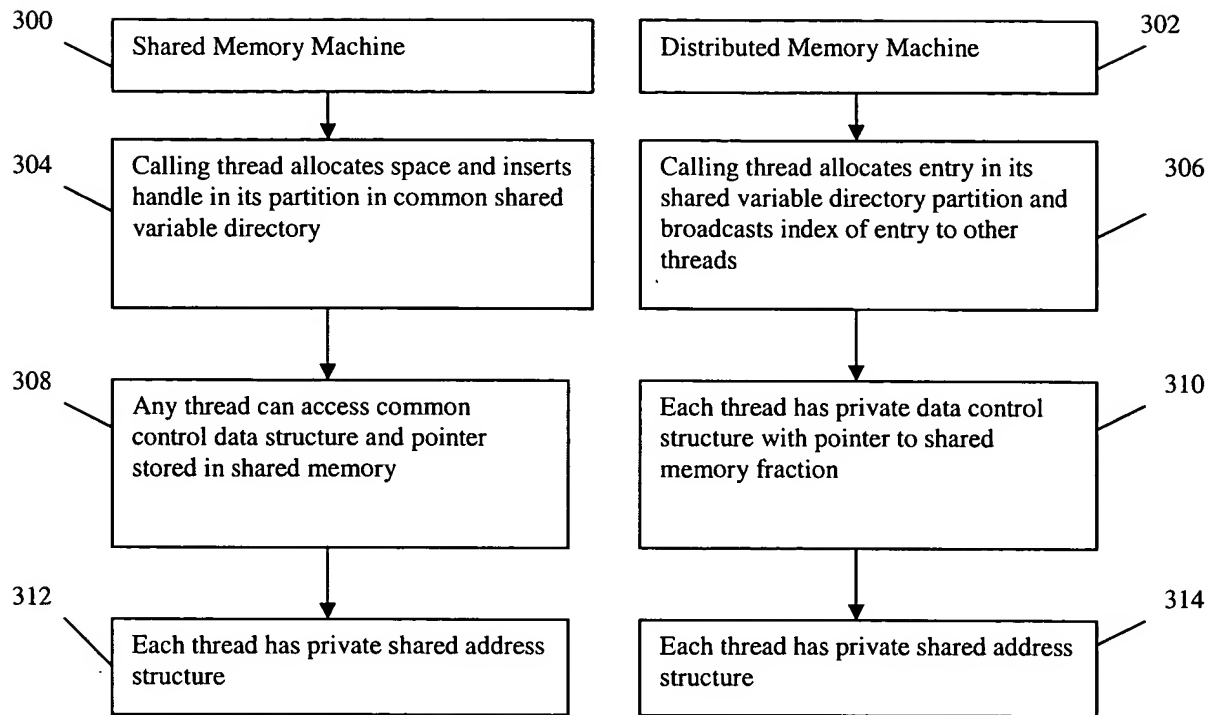 300
Shared Memory Machine
Distributed Memory Machine
302
304
Calling thread allocates space and inserts
handle in its partition in common shared
variable directory
Calling thread allocates entry in its
shared variable directory partition and
broadcasts index of entry to other
threads
306
308
Any thread can access common
control data structure and pointer
stored in shared memory
Each thread has private data control
structure with pointer to shared
memory fraction
310
312
Each thread has private shared address
structure
Each thread has private shared address
structure
314